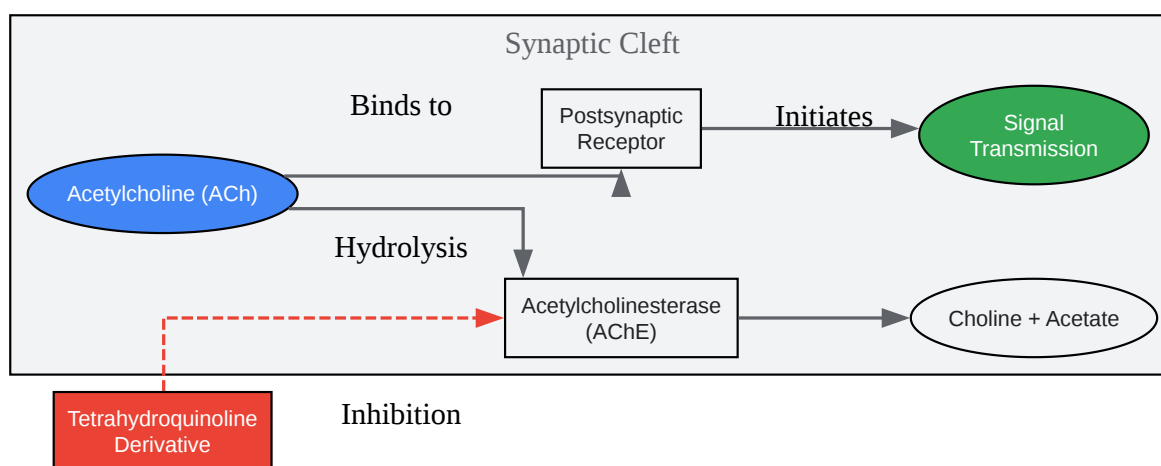 Synaptic Cleft
Binds to
Postsynaptic
Receptor
Initiates
Signal
Transmission
Acetylcholine (ACh)
Hydrolysis
Acetylcholinesterase
(AChE)
Choline + Acetate
Tetrahydroquinoline
Derivative
Inhibition